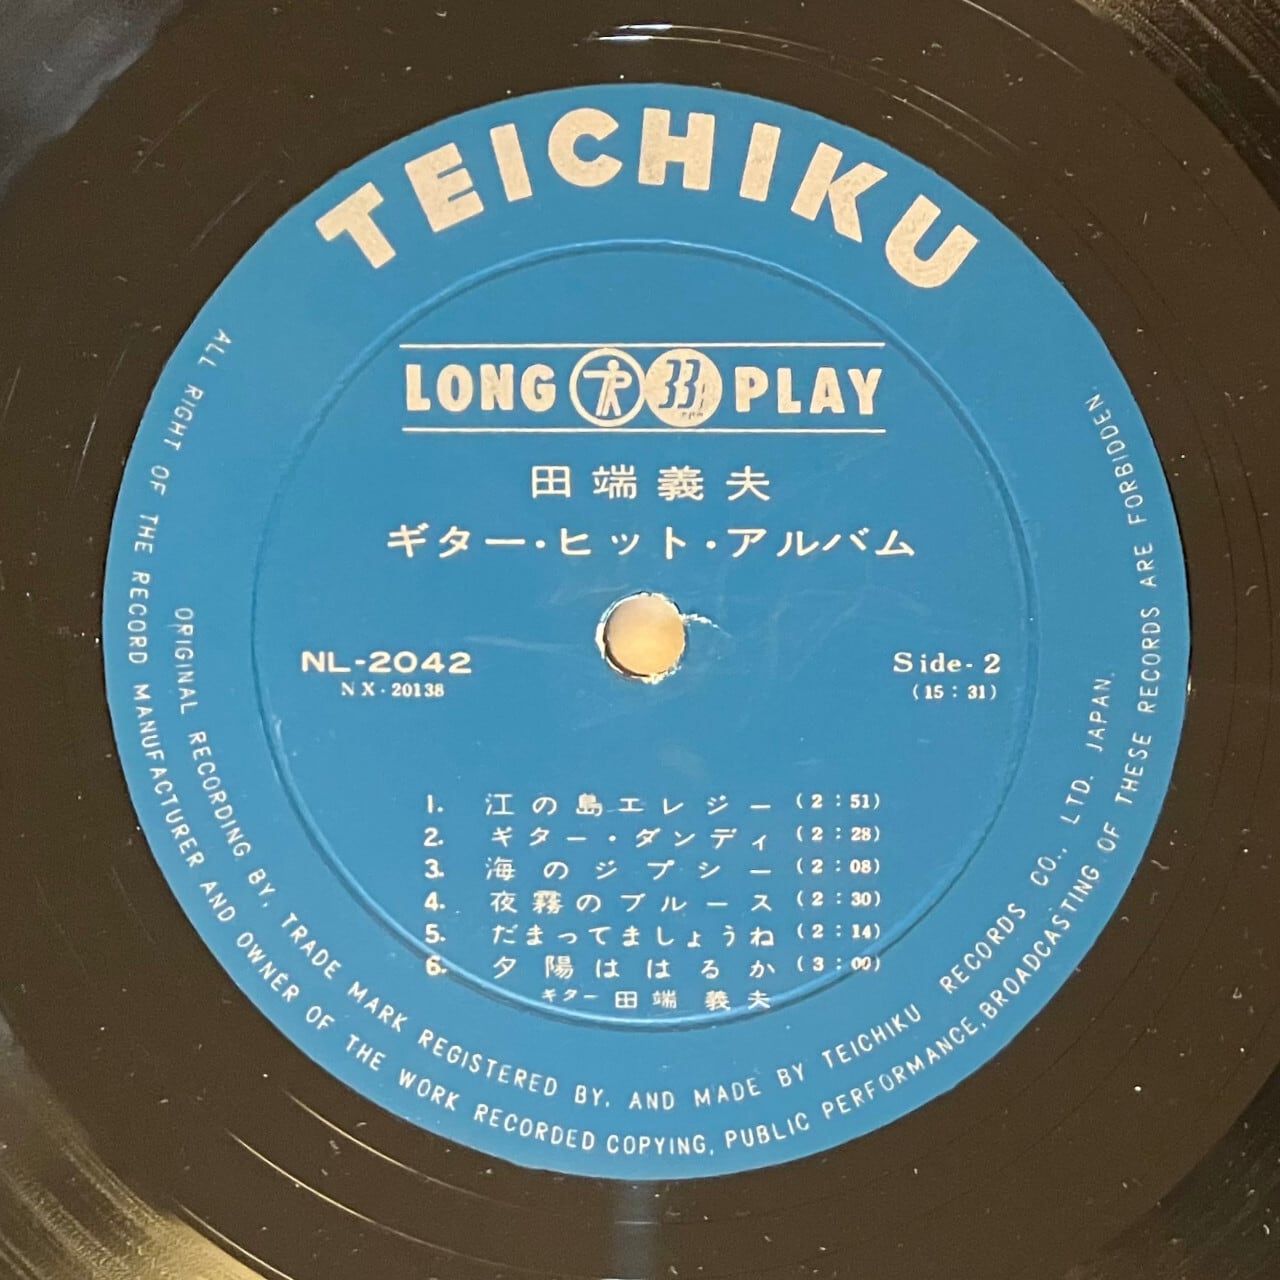 TEICHIKU
LONG TP 33⅓ rpm PLAY
田端義夫
ギター・ヒット・アルバム
NL-2042
NX・20138
Side-2
(15:31)
1. 江の島エレジー (2:51)
2. ギター・ダンディ (2:28)
3. 海のジプシー (2:08)
4. 夜霧のブルース (2:30)
5. だまってましょうね (2:14)
6. 夕陽ははるか (3:00)
ギター 田端義夫
ORIGINAL RECORDING BY, TRADE MARK REGISTERED BY, AND MADE BY TEICHIKU RECORDS CO., LTD. JAPAN.
ALL RIGHT OF THE RECORD MANUFACTURER AND OWNER OF THE WORK RECORDED COPYING, PUBLIC PERFORMANCE, BROADCASTING OF THESE RECORDS ARE FORBIDDEN.